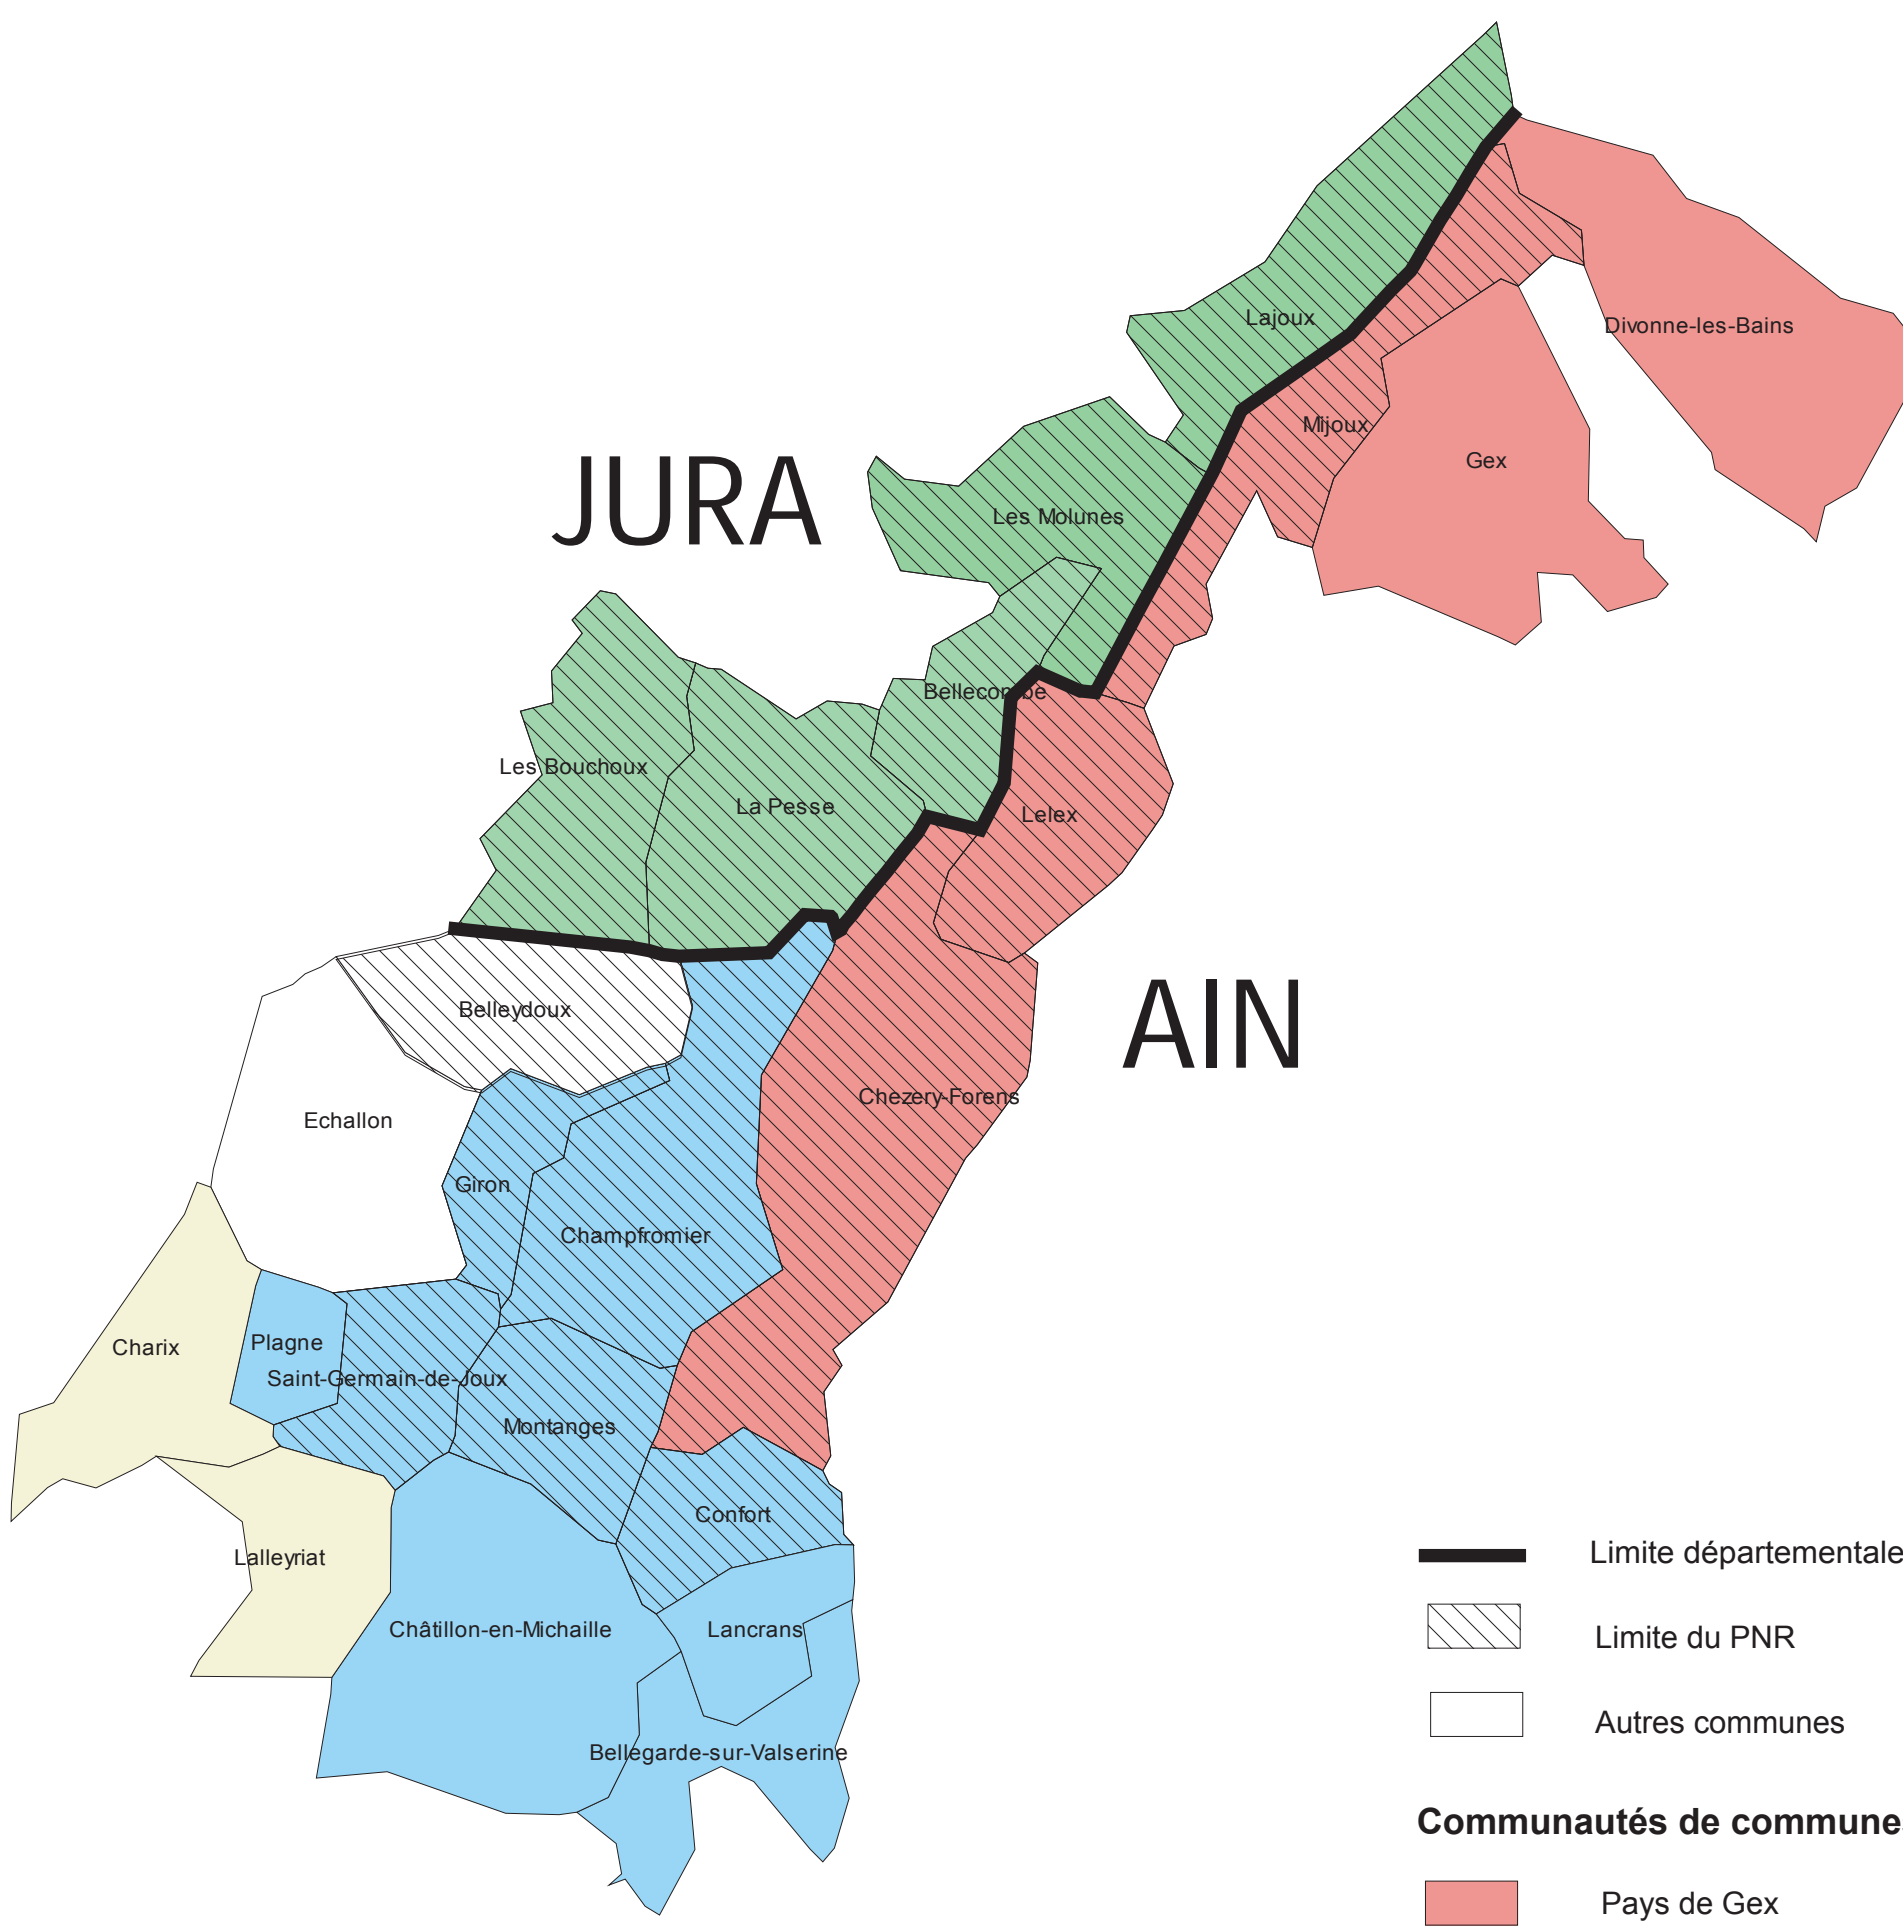 Lajoux
Divonne-les-Bains
Mijoux
Gex
JURA
Les Molunes
Bellecombe
Les Bouchoux
La Pesse
Lelex
Belleydoux
AIN
Chezery-Forens
Echallon
Giron
Champfromier
Plagne
Charix
Saint-Germain-de-Joux
Montanges
Confort
Lalleyriat
Châtillon-en-Michaille
Lancrans
Bellegarde-sur-Valserine
Limite départementale
Limite du PNR
Autres communes
Communautés de commune
Pays de Gex